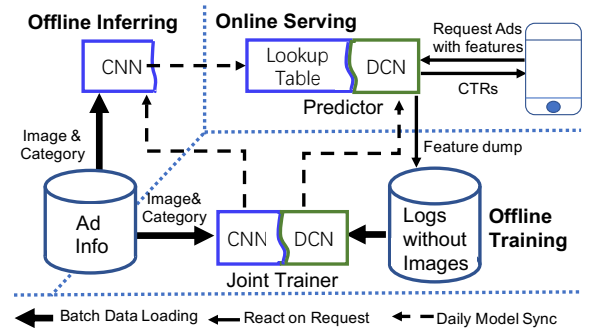 Offline Inferring
Online Serving
CNN
Lookup
Table
DCN
Request Ads
with features
CTRs
Predictor
Image &
Category
Feature dump
Ad
Info
Image&
Category
CNN
DCN
Joint Trainer
Logs
without
Images
Offline
Training
Batch Data Loading
React on Request
Daily Model Sync